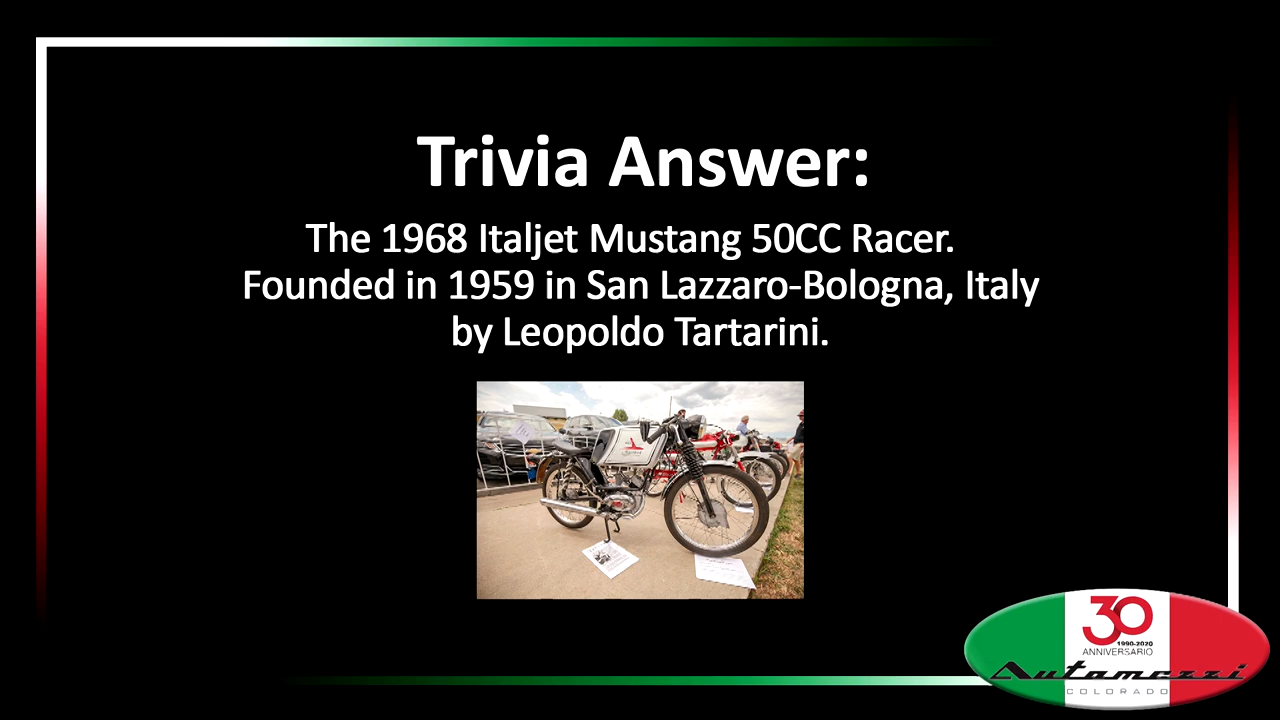 Trivia Answer:
The 1968 Italjet Mustang 50CC Racer.
Founded in 1959 in San Lazzaro-Bologna, Italy
by Leopoldo Tartarini.
30
1990-2020
ANNIVERSARIO
Automezzi
COLORADO